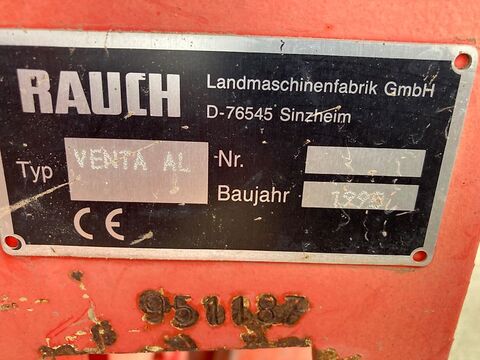 RAUCH
Landmaschinenfabrik GmbH
D-76545 Sinzheim
Typ VENTA AL
Nr.
Baujahr
CE